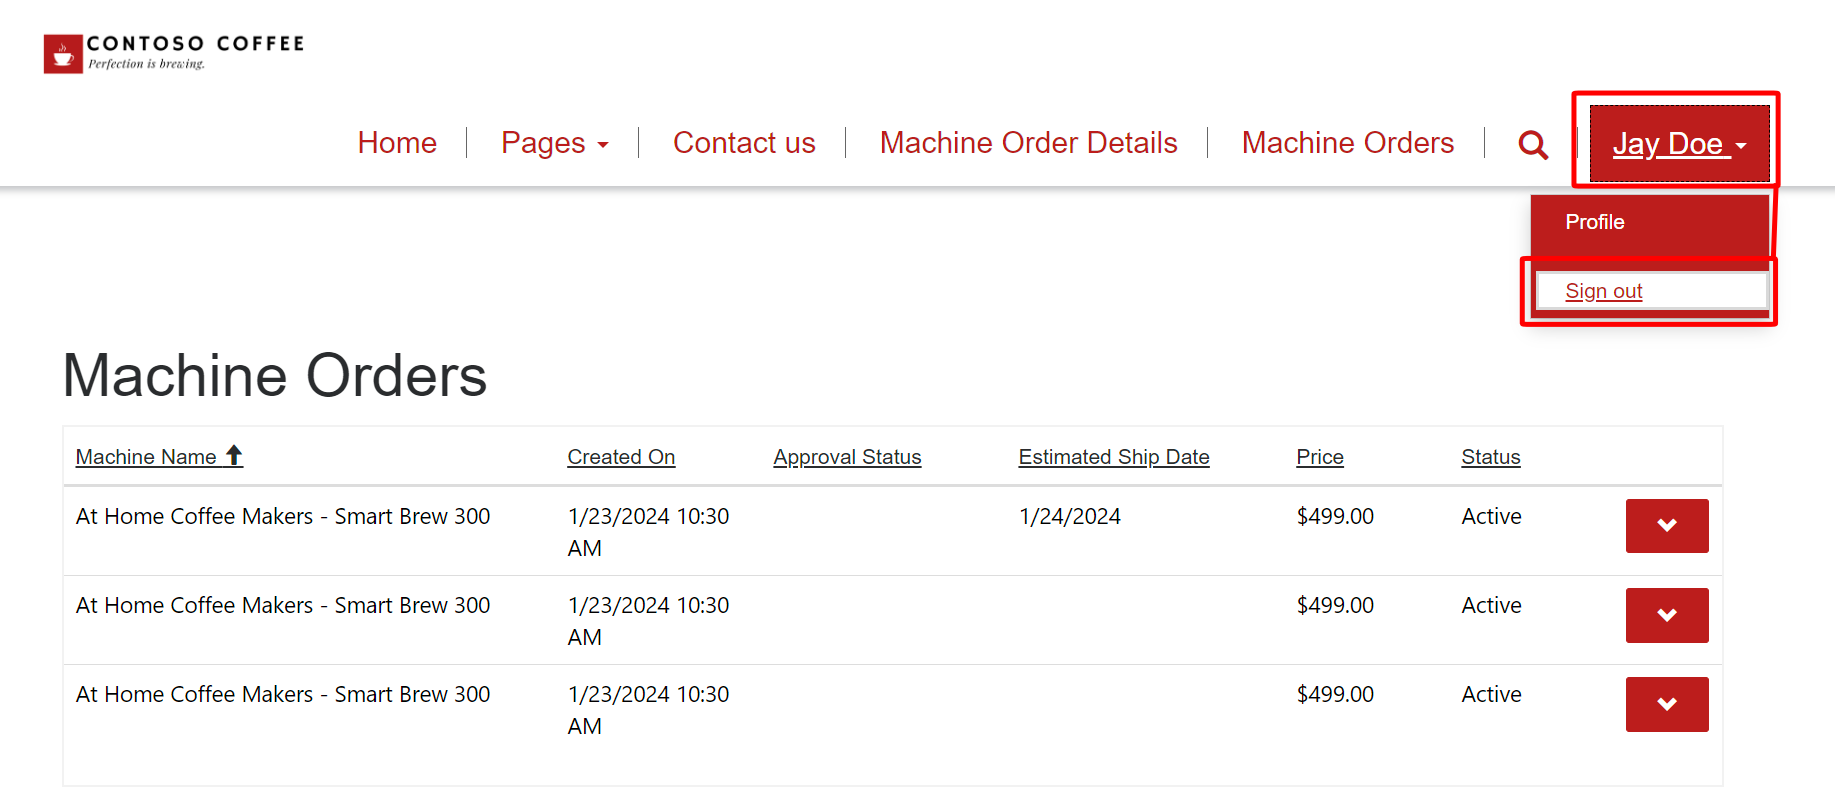 CONTOSO COFFEE
Perfection is brewing.
Home Pages Contact us Machine Order Details Machine Orders Jay Doe
Profile
Sign out
Machine Orders
Machine Name Created On Approval Status Estimated Ship Date Price Status
At Home Coffee Makers - Smart Brew 300 1/23/2024 10:30 1/24/2024 $499.00 Active
AM
At Home Coffee Makers - Smart Brew 300 1/23/2024 10:30 $499.00 Active
AM
At Home Coffee Makers - Smart Brew 300 1/23/2024 10:30 $499.00 Active
AM